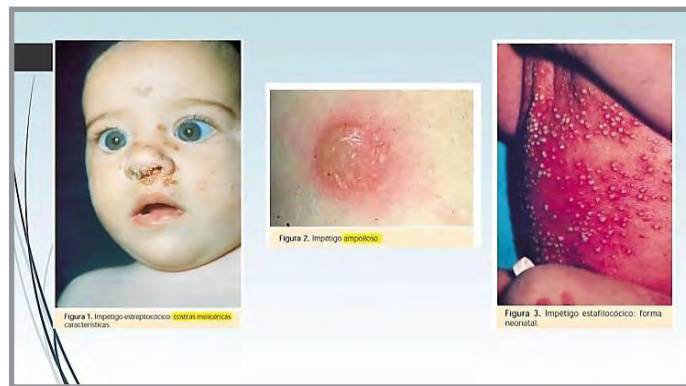 Figura 1. Impétigo estreptocócico: costras melicéricas
características.
Figura 2. Impétigo ampolloso.
Figura 3. Impétigo estafilocócico: forma
neonatal.